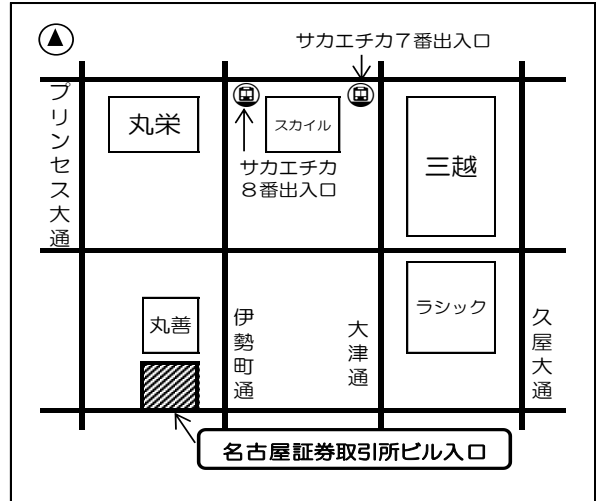 サカエチカ７番出入口
プリンセス大通
丸栄
スカイル
三越
サカエチカ
８番出入口
丸善
伊勢町通
大津通
ラシック
久屋大通
名古屋証券取引所ビル入口